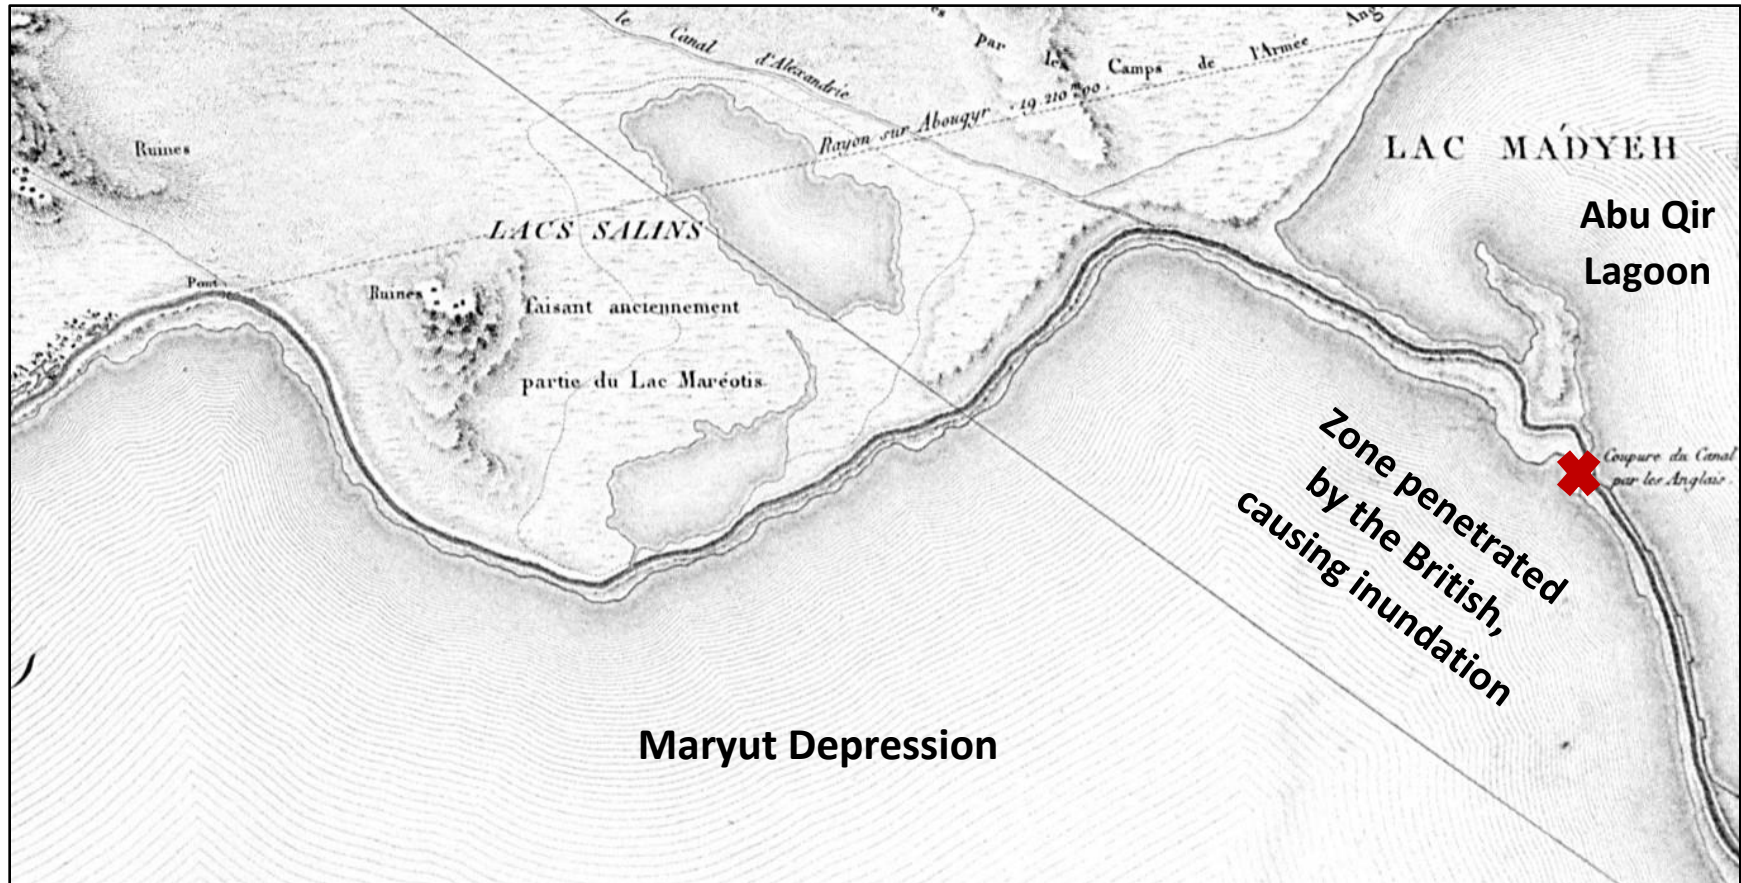 le
Canal
d'Alexandrie
par
les
Camps de l'Armée Ang
Rayon sur Abouqyr
19.210
Ruines
LAC MÁDYEH
Abu Qir
Lagoon
LACS SALINS
Pont
Ruines
faisant anciennement
partie du Lac Maréotis
Zone penetrated
by the British,
causing inundation
Coupure du Canal
par les Anglais.
Maryut Depression